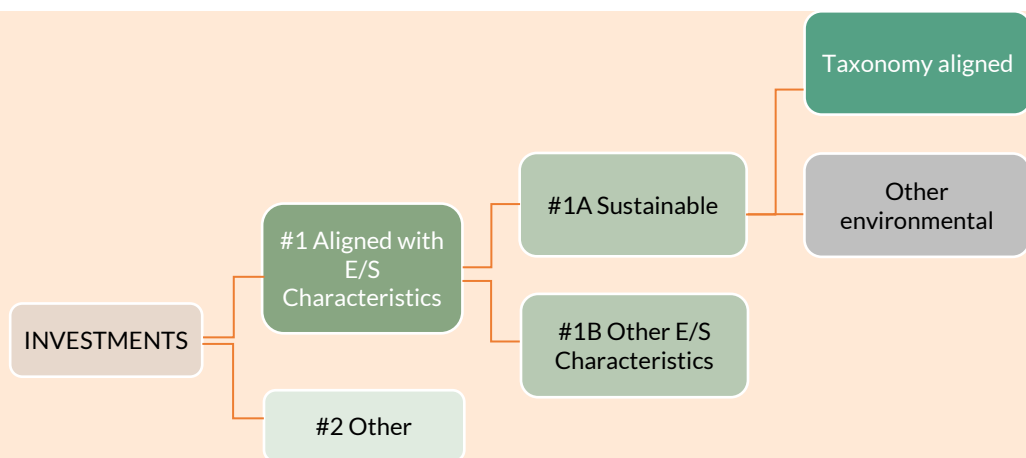 Taxonomy aligned
Other
environmental
#1A Sustainable
#1 Aligned with
E/S
Characteristics
#1B Other E/S
Characteristics
INVESTMENTS
#2 Other